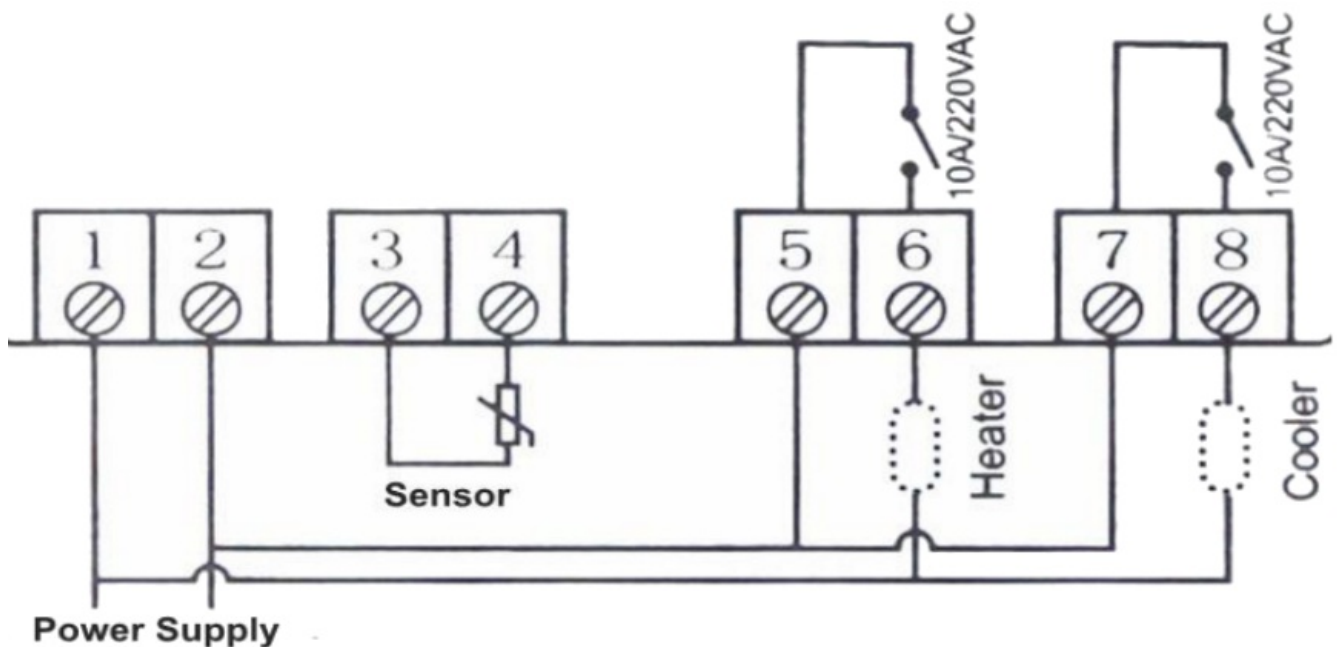 10A/220VAC
10A/220VAC
1 2 3 4 5 6 7 8
Heater
Cooler
Sensor
Power Supply